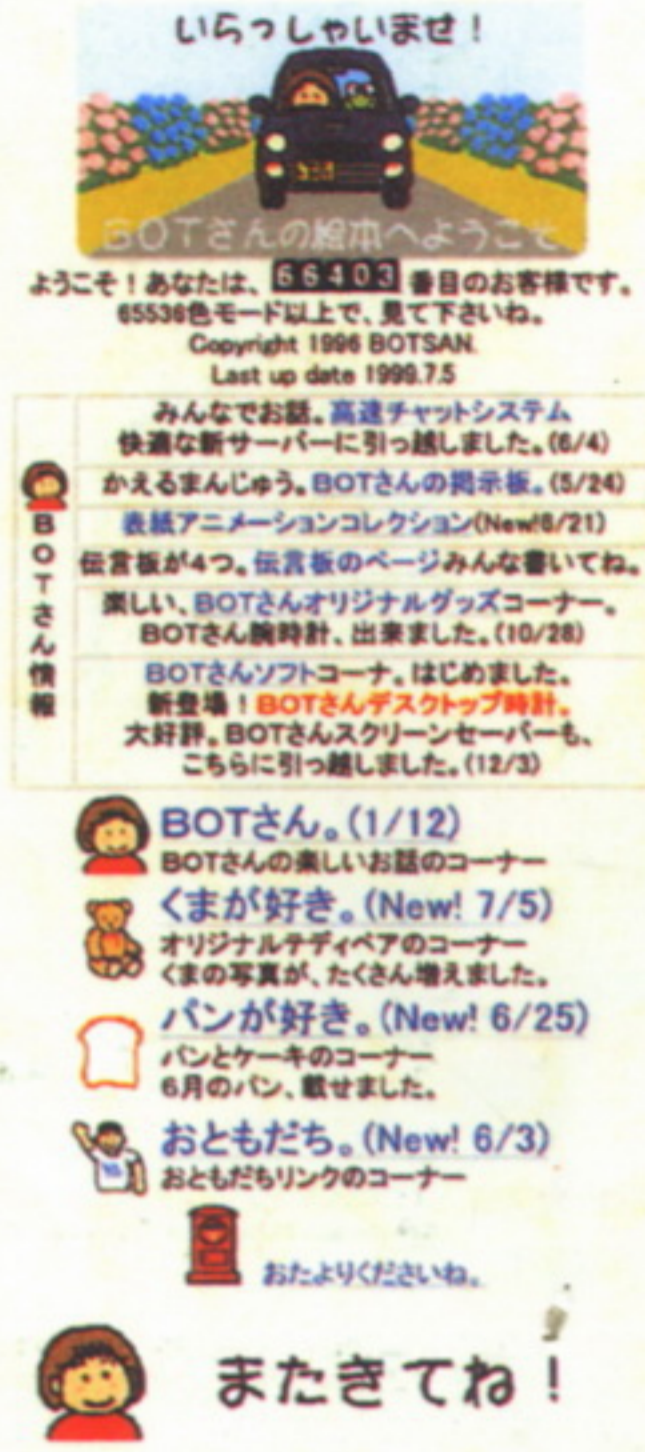 いらっしゃいませ！
BOTさんの絵本へようこそ
ようこそ！あなたは、66403番目のお客様です。
65536色モード以上で、見て下さいね。
Copyright 1996 BOTSAN.
Last up date 1999.7.5
BOTさん情報
みんなでお話。高速チャットシステム
快適な新サーバーに引っ越しました。(6/4)
かえるまんじゅう。BOTさんの掲示板。(5/24)
表紙アニメーションコレクション(New!6/21)
伝言板が4つ。伝言板のページみんな書いてね。
楽しい、BOTさんオリジナルグッズコーナー。
BOTさん腕時計、出来ました。(10/28)
BOTさんソフトコーナ。はじめました。
新登場！BOTさんデスクトップ時計。
大好評。BOTさんスクリーンセーバーも、
こちらに引っ越しました。(12/3)
BOTさん。(1/12)
BOTさんの楽しいお話のコーナー
くまが好き。(New! 7/5)
オリジナルテディベアのコーナー
くまの写真が、たくさん増えました。
パンが好き。(New! 6/25)
パンとケーキのコーナー
6月のパン、載せました。
おともだち。(New! 6/3)
おともだちリンクのコーナー
おたよりくださいね。
またきてね！